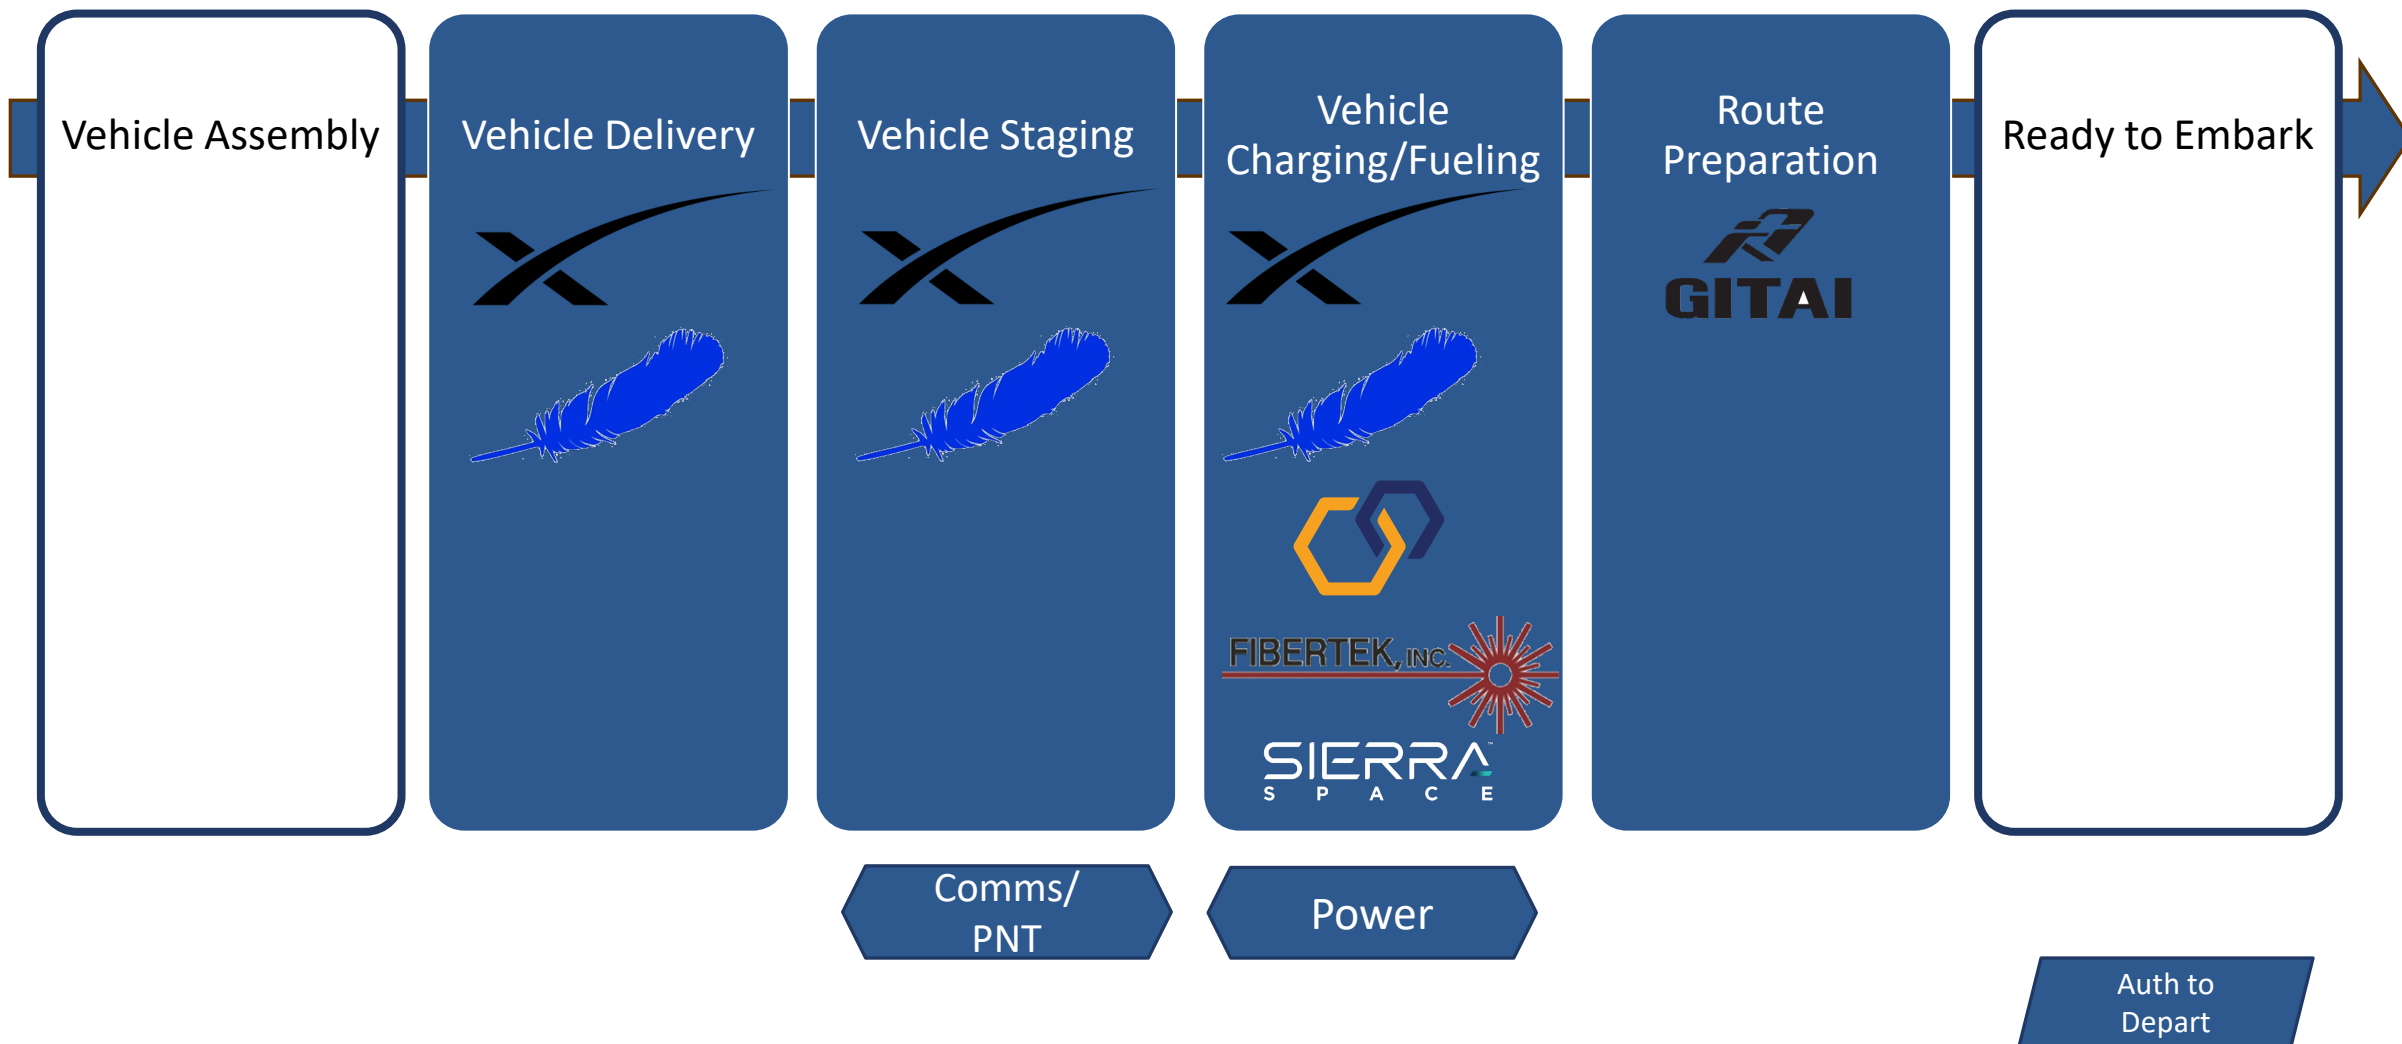 Vehicle Assembly
Vehicle Delivery
Vehicle Staging
Vehicle
Charging/Fueling
Route
Preparation
Ready to Embark
GITAI
FIBERTEK, INC.
SIERRA™
SPACE
Comms/
PNT
Power
Auth to
Depart